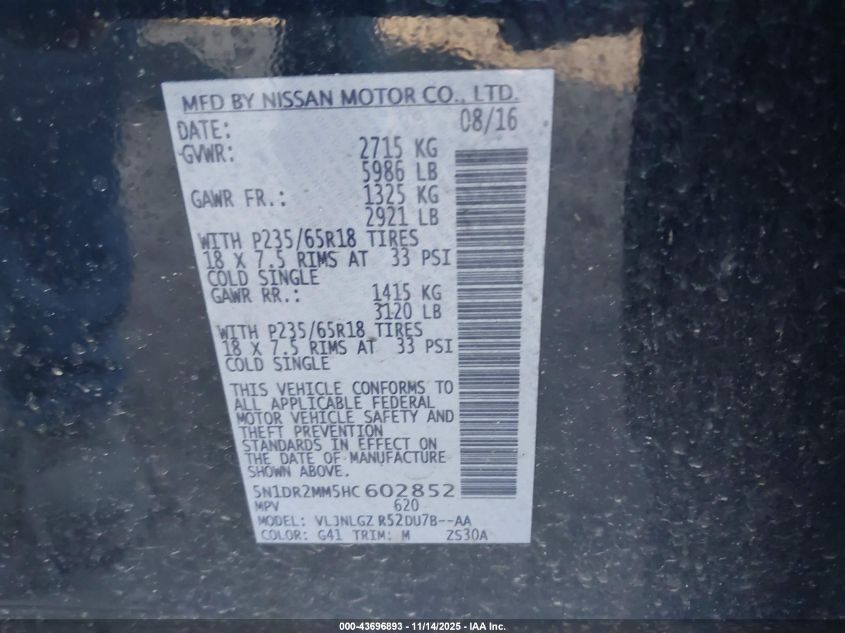 MFD BY NISSAN MOTOR CO., LTD.
DATE: 08/16
GVWR: 2715 KG
5986 LB
GAWR FR.: 1325 KG
2921 LB
WITH P235/65R18 TIRES
18 X 7.5 RIMS AT 33 PSI
COLD SINGLE
GAWR RR.: 1415 KG
3120 LB
WITH P235/65R18 TIRES
18 X 7.5 RIMS AT 33 PSI
COLD SINGLE
THIS VEHICLE CONFORMS TO
ALL APPLICABLE FEDERAL
MOTOR VEHICLE SAFETY AND
THEFT PREVENTION
STANDARDS IN EFFECT ON
THE DATE OF MANUFACTURE
SHOWN ABOVE.
5N1DR2MM5HC602852
MPV 620
MODEL: VLJNLGZ R52DU7B--AA
COLOR: G41 TRIM: M ZS30A
000-43696893 - 11/14/2025 - IAA Inc.